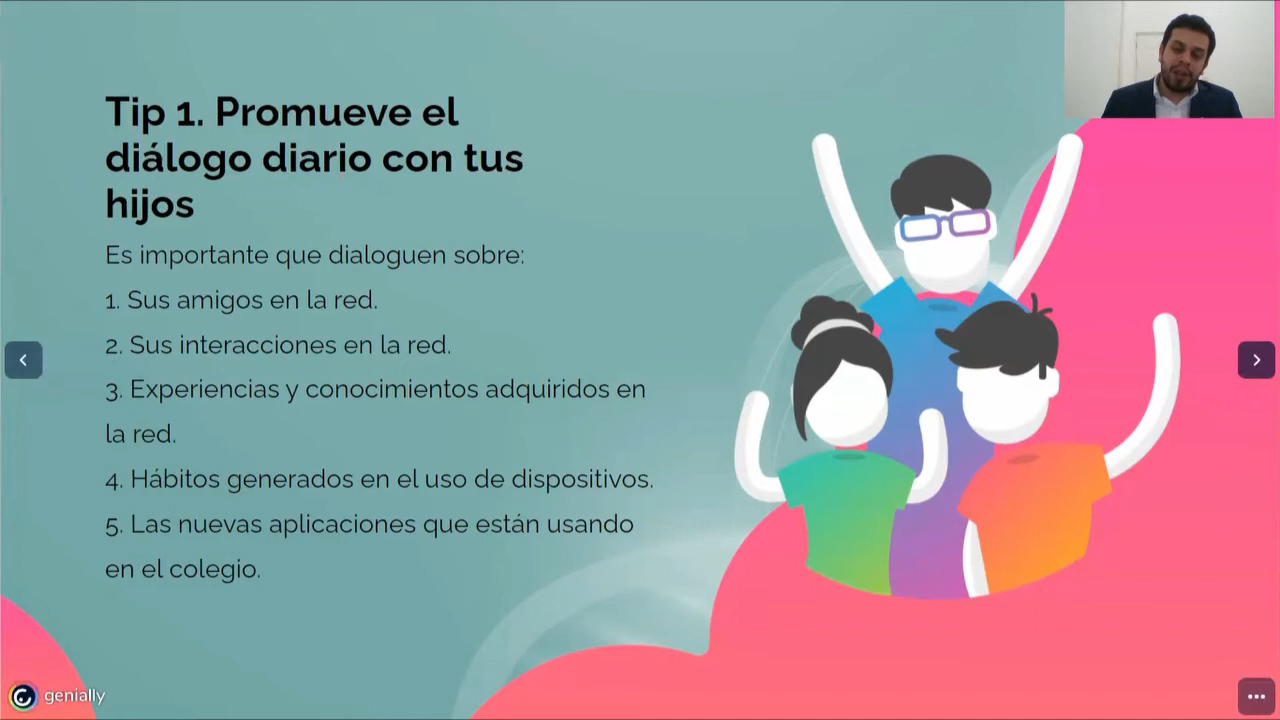 Tip 1. Promueve el
diálogo diario con tus
hijos
Es importante que dialoguen sobre:
1. Sus amigos en la red.
2. Sus interacciones en la red.
3. Experiencias y conocimientos adquiridos en
la red.
4. Hábitos generados en el uso de dispositivos.
5. Las nuevas aplicaciones que están usando
en el colegio.
genially